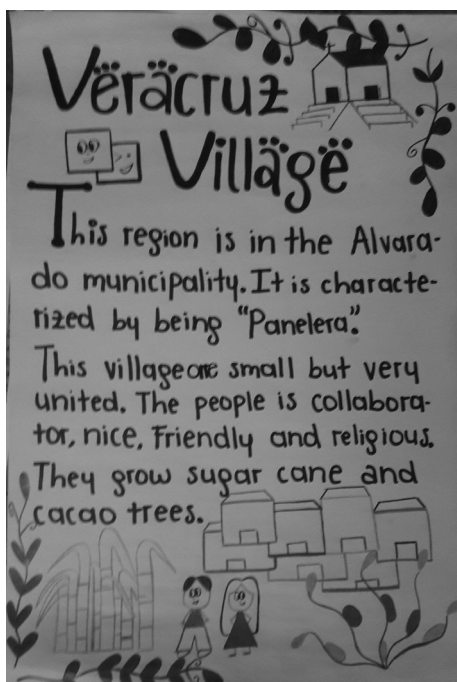 Vëräcruz
Villägë
This region is in the Alvara-
do municipality. It is characte-
rized by being "Panelera".
This village are small but very
united. The people is collabora-
tor, nice, Friendly and religious.
They grow sugar cane and
cacao trees.